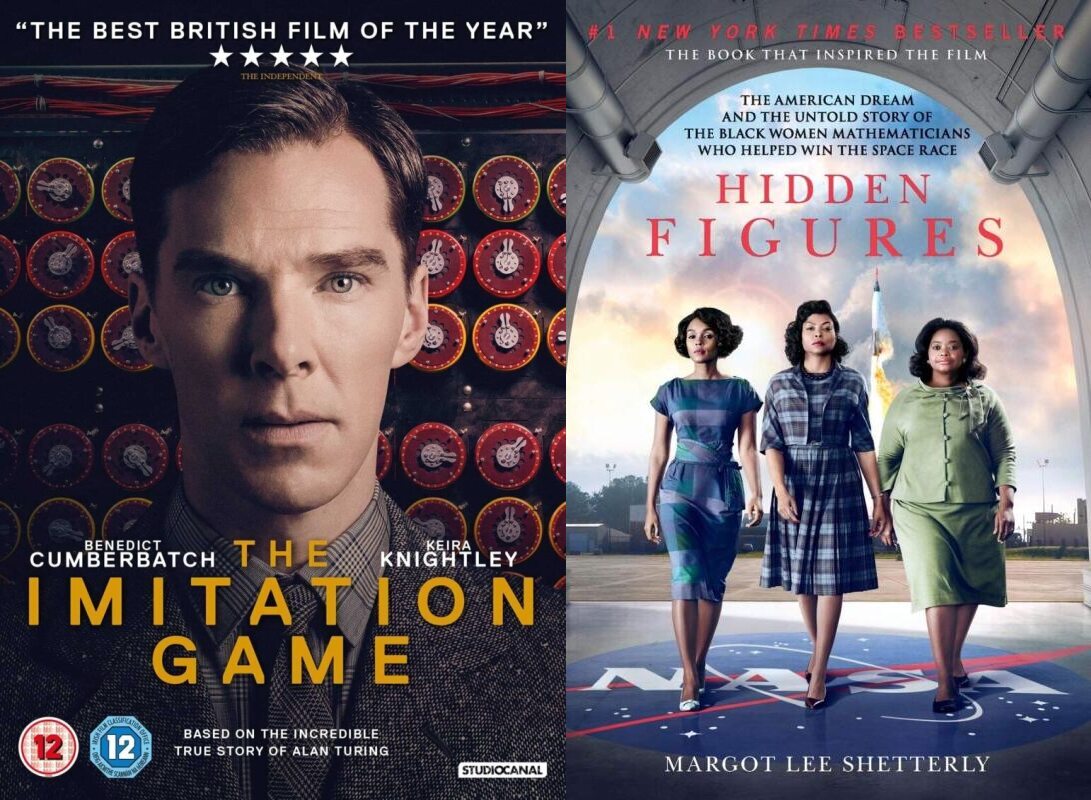 “THE BEST BRITISH FILM OF THE YEAR”
THE INDEPENDENT
BENEDICT
CUMBERBATCH
KEIRA
KNIGHTLEY
THE
IMITATION
GAME
12
12
BASED ON THE INCREDIBLE
TRUE STORY OF ALAN TURING
STUDIOCANAL
#1 NEW YORK TIMES BESTSELLER
THE BOOK THAT INSPIRED THE FILM
THE AMERICAN DREAM
AND THE UNTOLD STORY OF
THE BLACK WOMEN MATHEMATICIANS
WHO HELPED WIN THE SPACE RACE
HIDDEN
FIGURES
NASA
MARGOT LEE SHETTERLY